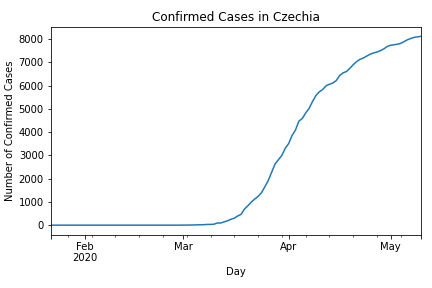 Confirmed Cases in Czechia
Number of Confirmed Cases
8000
7000
6000
5000
4000
3000
2000
1000
0
Feb
2020
Mar
Apr
May
Day